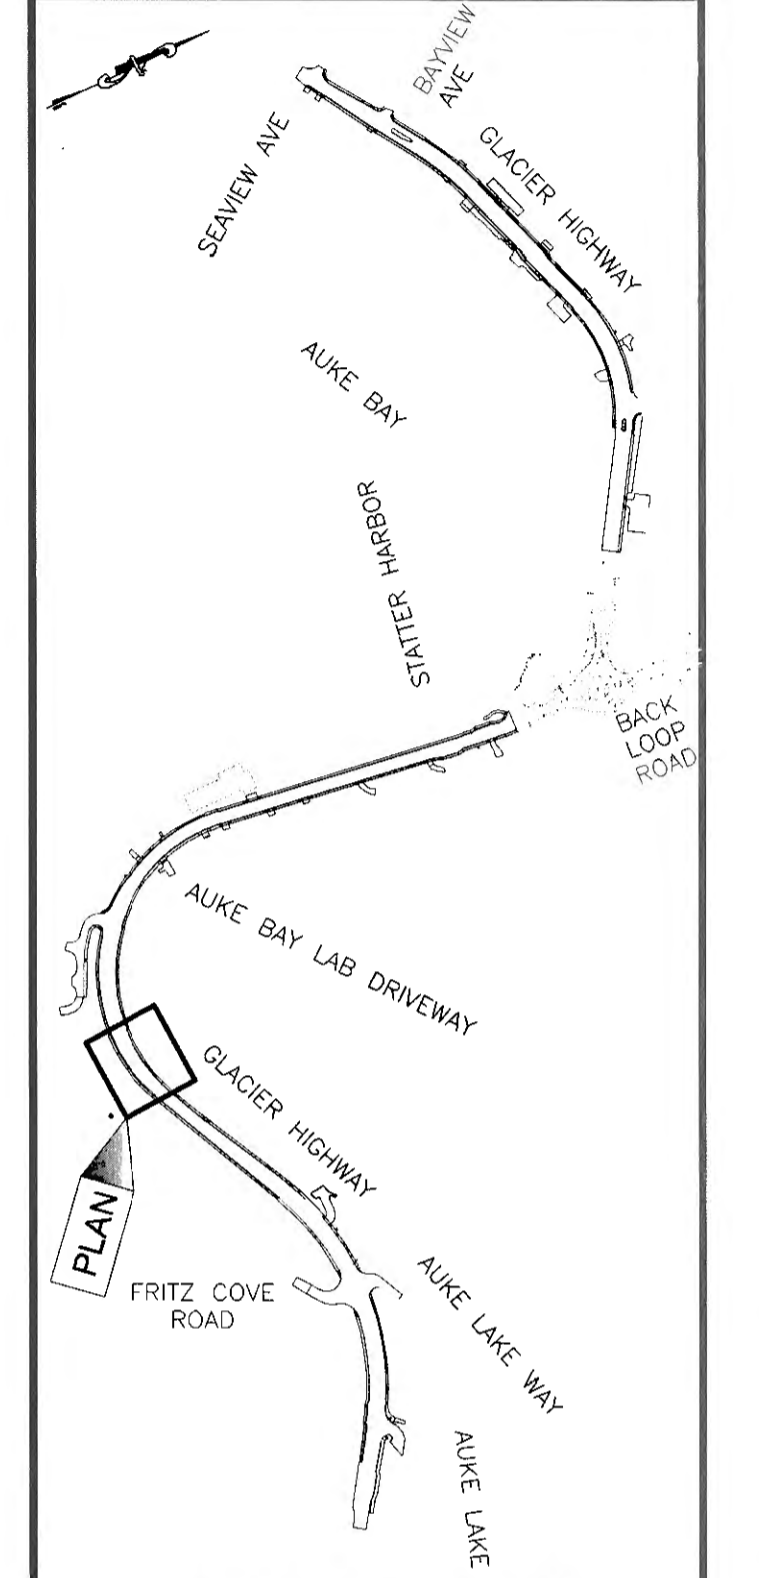 BAYVIEW
AVE
GLACIER HIGHWAY
SEAVIEW AVE
AUKE BAY
STATTER HARBOR
BACK
LOOP
ROAD
AUKE BAY LAB DRIVEWAY
GLACIER HIGHWAY
PLAN
FRITZ COVE
ROAD
AUKE LAKE WAY
AUKE LAKE